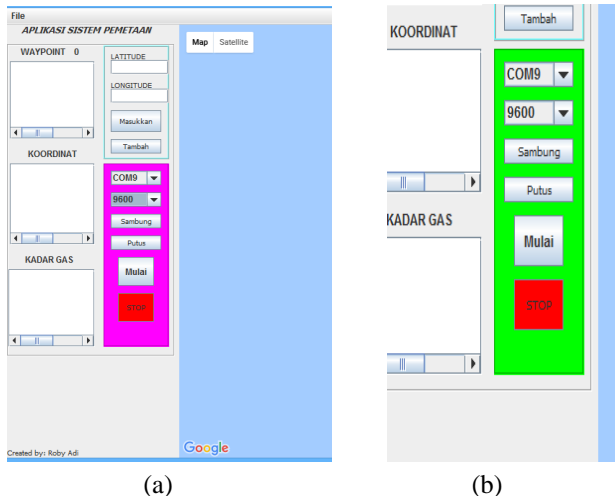 File
APLIKASI SISTEM PEMETAAN
WAYPOINT 0
LATITUDE
LONGITUDE
Masukkan
Tambah
KOORDINAT
COM9
9600
Sambung
Putus
KADAR GAS
Mulai
STOP
Created by: Roby Adi
Map Satellite
Google
(a)
Tambah
KOORDINAT
COM9
9600
Sambung
Putus
KADAR GAS
Mulai
STOP
(b)